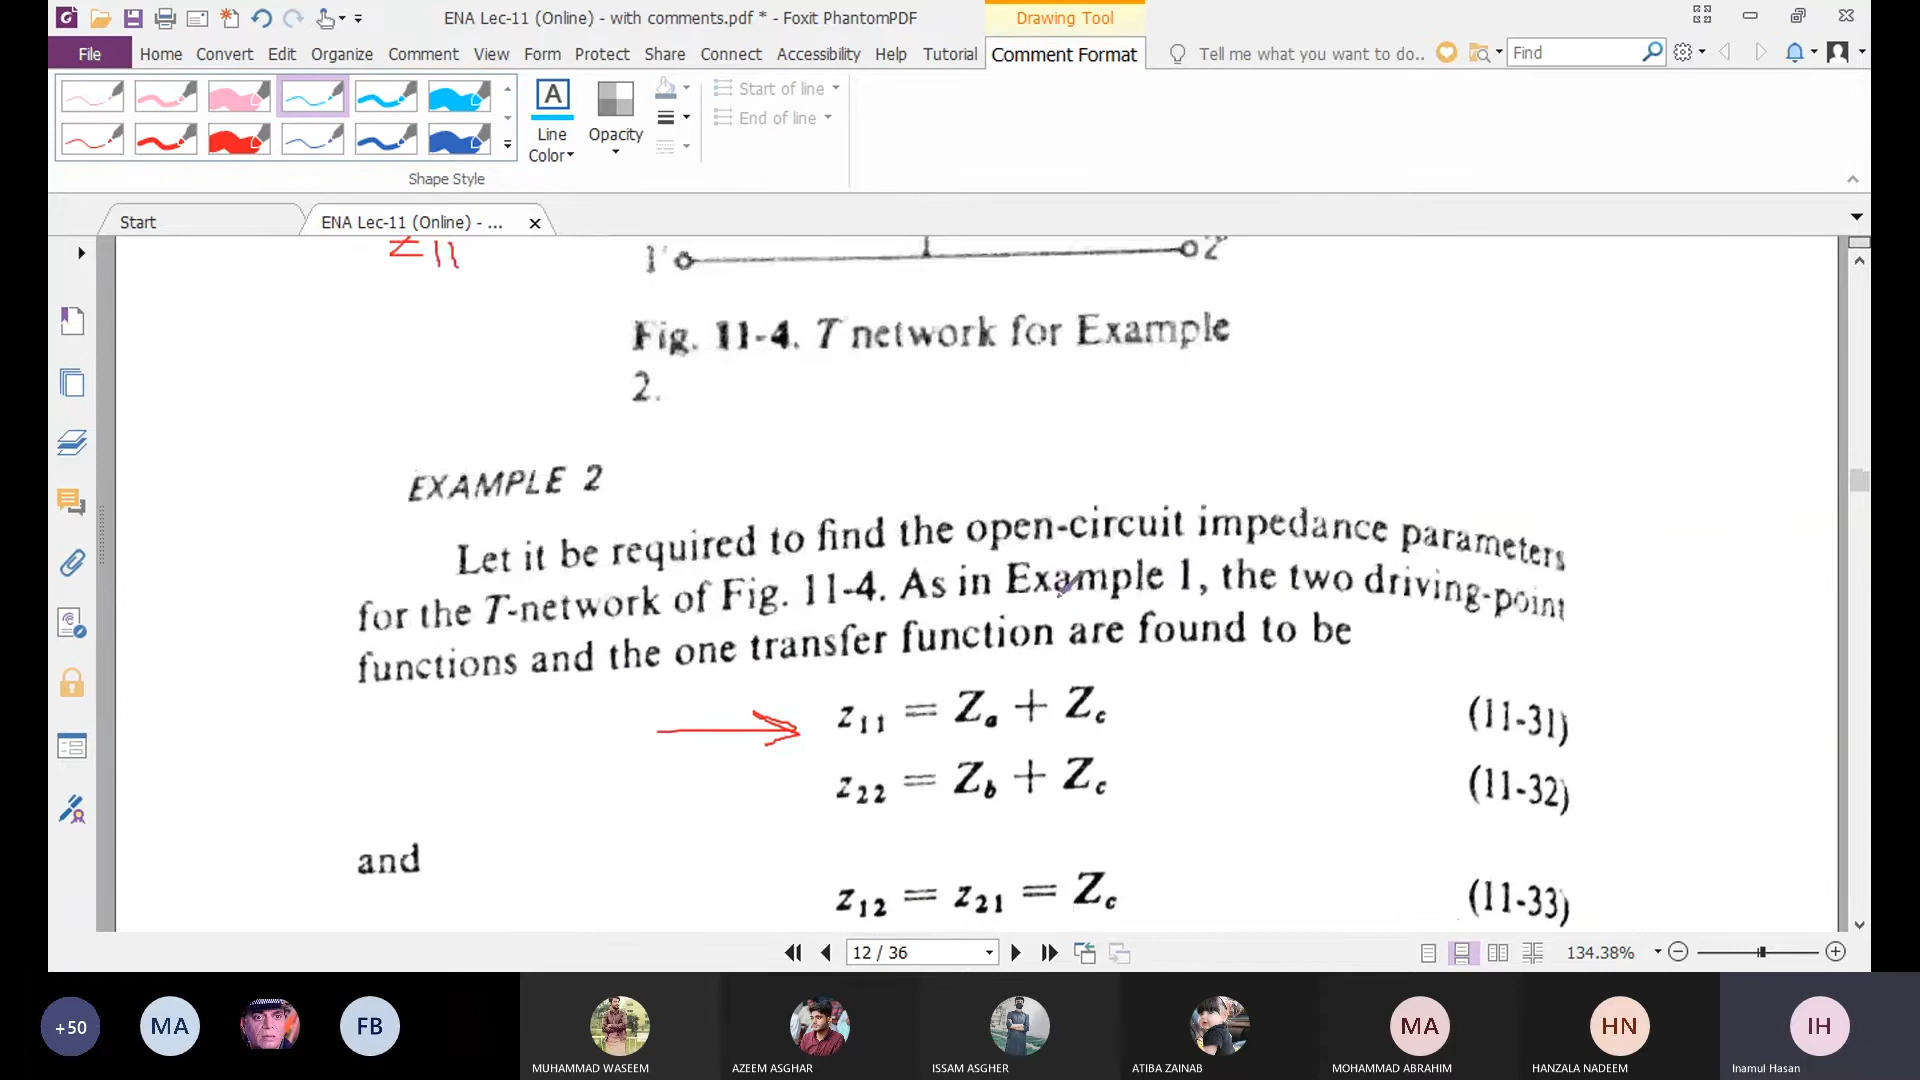 ENA Lec-11 (Online) - with comments.pdf * - Foxit PhantomPDF
Drawing Tool
File
Home
Convert
Edit
Organize
Comment
View
Form
Protect
Share
Connect
Accessibility
Help
Tutorial
Comment Format
Tell me what you want to do..
Find
Line
Color
Opacity
Start of line
End of line
Shape Style
Start
ENA Lec-11 (Online) - ...
z11
1'
2'
Fig. 11-4. T network for Example
2.
EXAMPLE 2
Let it be required to find the open-circuit impedance parameters
for the T-network of Fig. 11-4. As in Example 1, the two driving-point
functions and the one transfer function are found to be
z11 = Za + Zc (11-31)
z22 = Zb + Zc (11-32)
and
z12 = z21 = Zc (11-33)
12 / 36
134.38%
+50
MA
FB
MA
HN
IH
MUHAMMAD WASEEM
AZEEM ASGHAR
ISSAM ASGHER
ATIBA ZAINAB
MOHAMMAD ABRAHIM
HANZALA NADEEM
Inamul Hasan